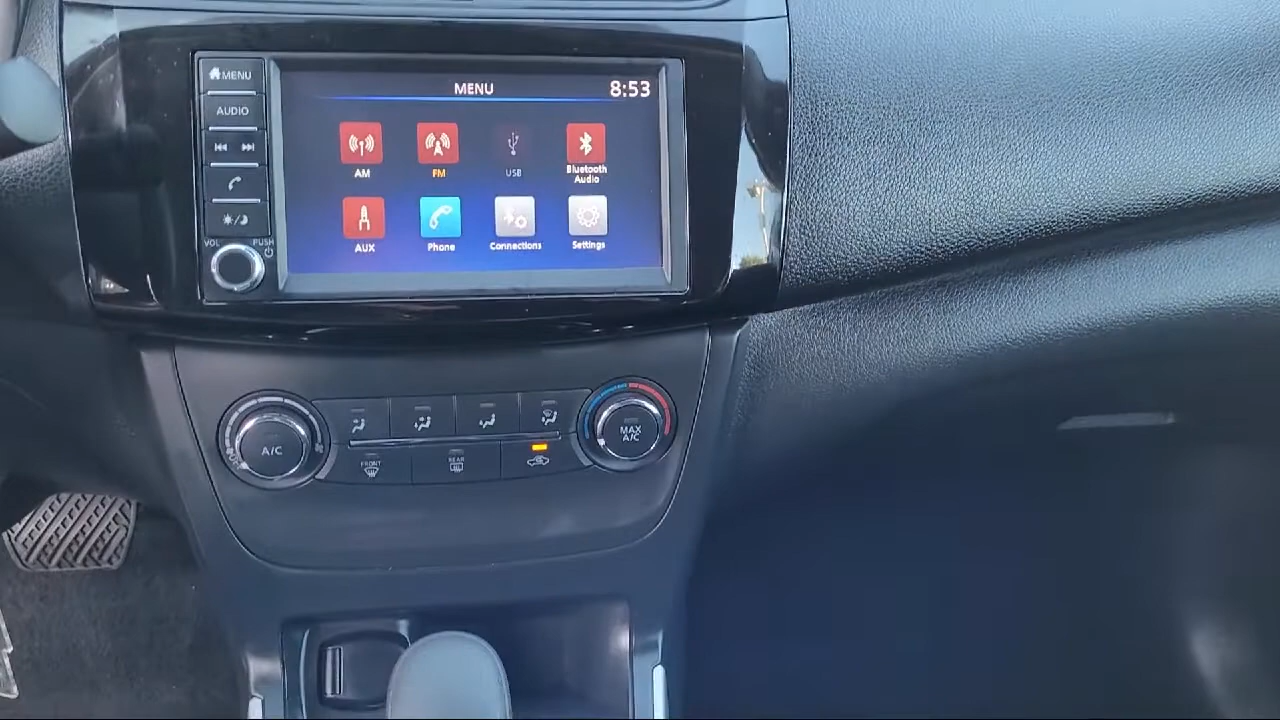 MENU
AUDIO
VOL
PUSH
MENU
8:53
AM
FM
USB
Bluetooth
Audio
AUX
Phone
Connections
Settings
A/C
FRONT
REAR
MAX
A/C